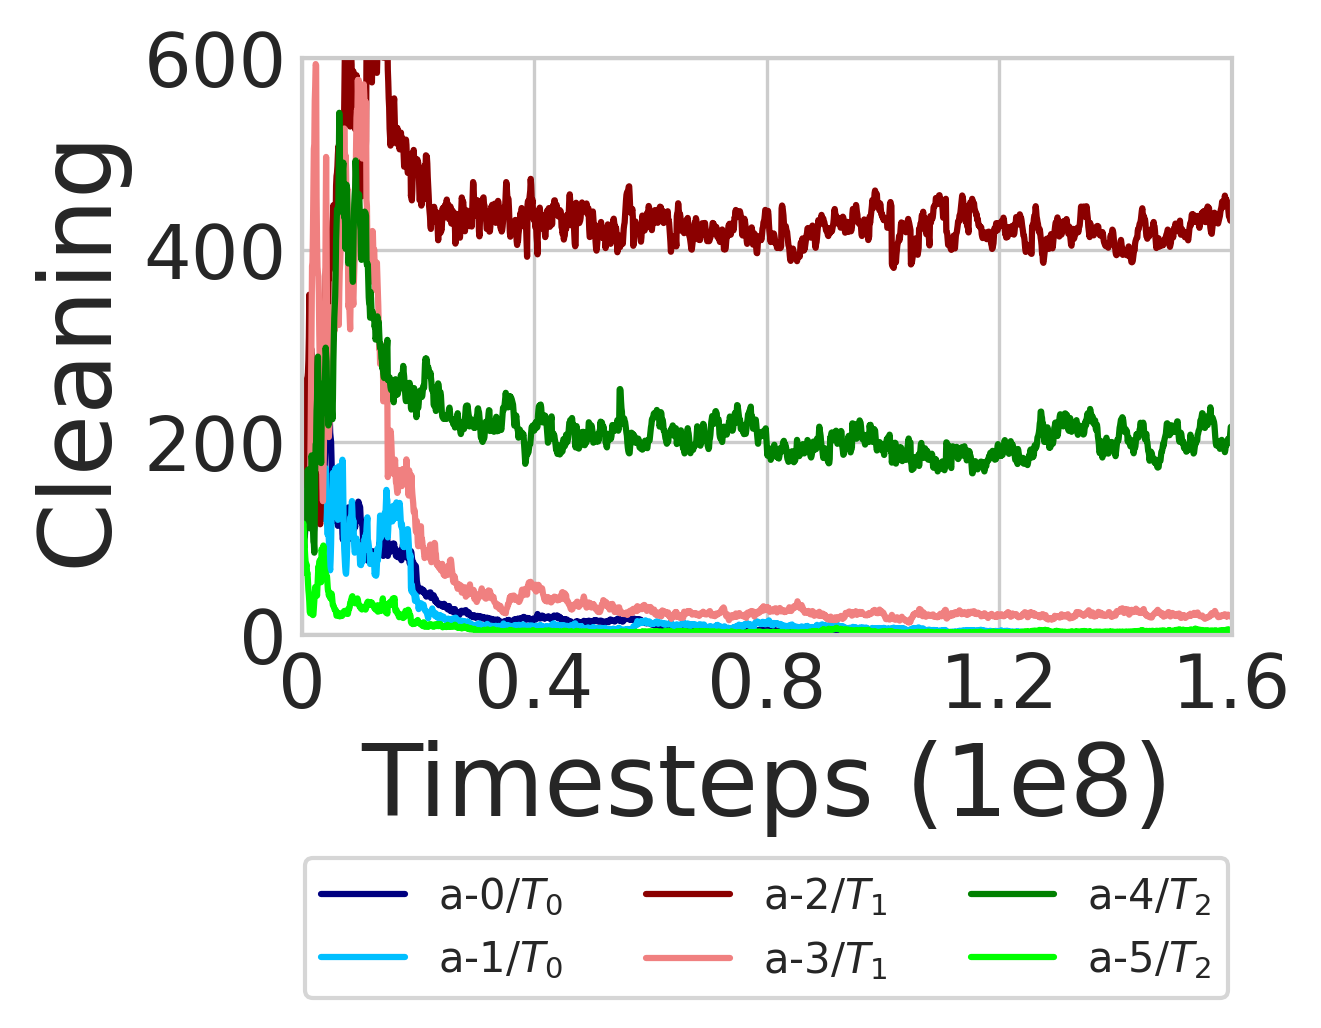 600
400
200
0
Cleaning
0 0.4 0.8 1.2 1.6
Timesteps (1e8)
a-0/T₀ a-2/T₁ a-4/T₂
a-1/T₀ a-3/T₁ a-5/T₂